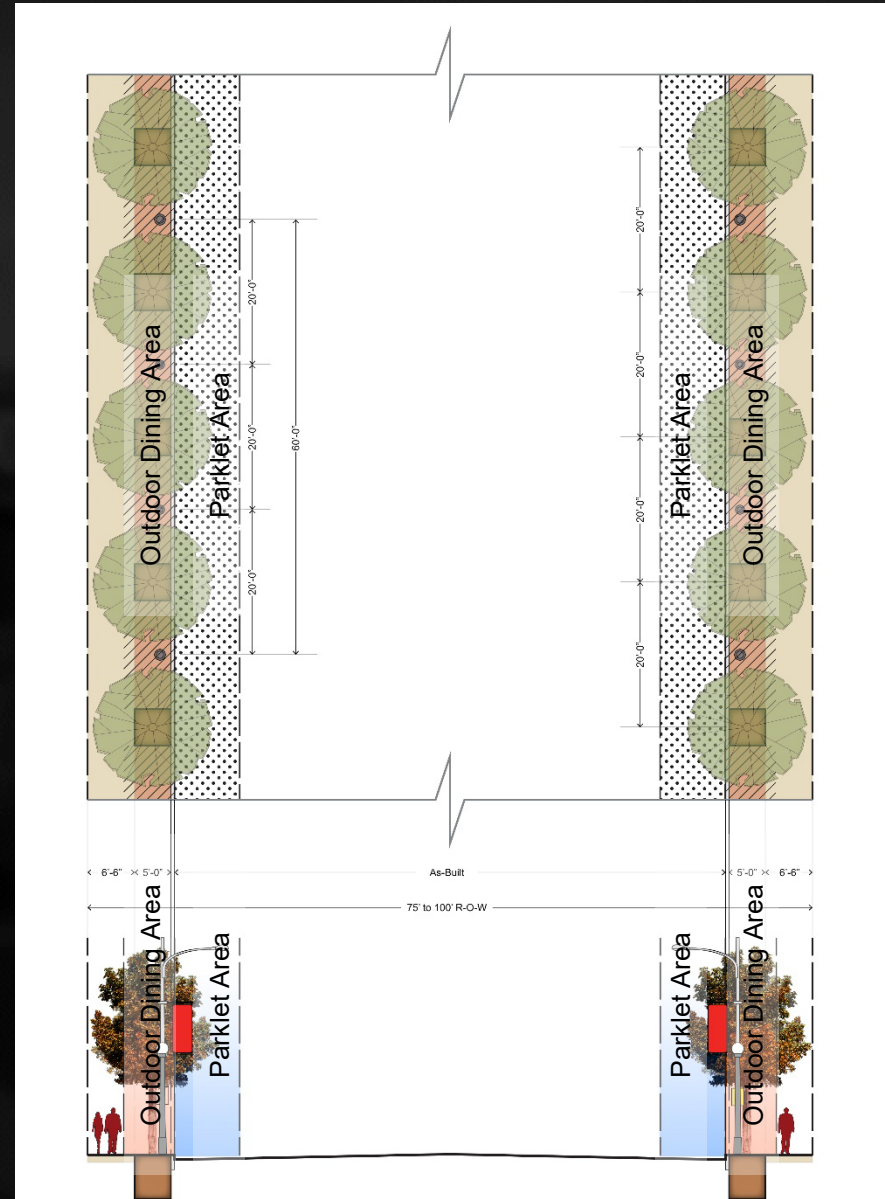 Outdoor Dining Area
Parklet Area
20'-0"
20'-0"
20'-0"
60'-0"
20'-0"
20'-0"
20'-0"
20'-0"
Parklet Area
Outdoor Dining Area
6'-6" 5'-0" As-Built 5'-0" 6'-6"
75' to 100' R-O-W
Outdoor Dining Area
Parklet Area
Parklet Area
Outdoor Dining Area